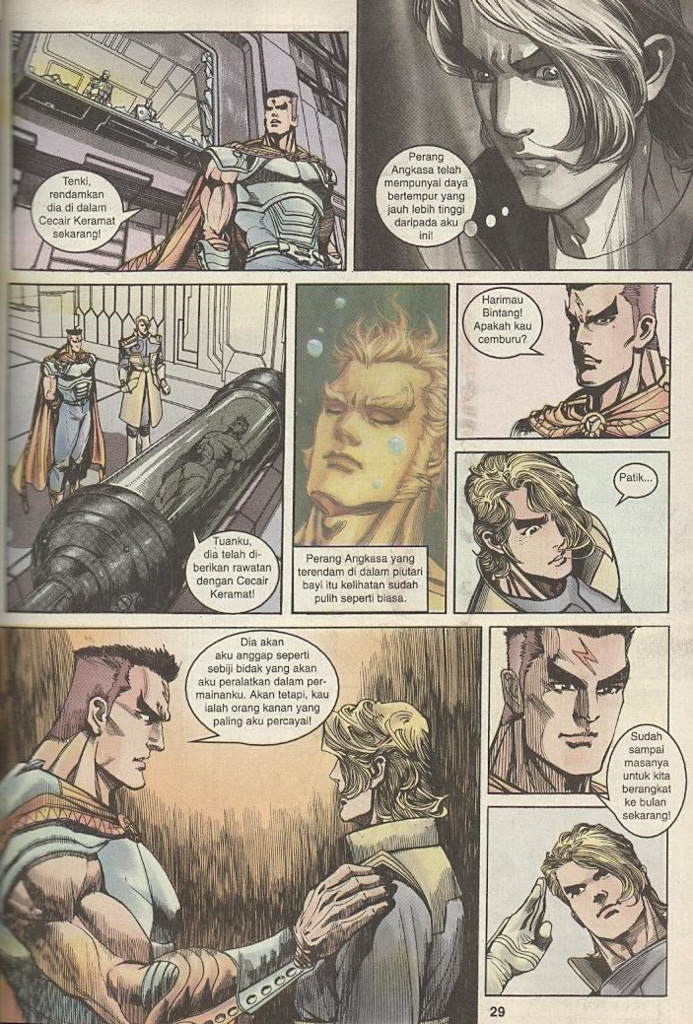 Tenki,
rendamkan
dia di dalam
Cecair Keramat
sekarang!
Perang
Angkasa telah
mempunyai daya
bertempur yang
jauh lebih tinggi
daripada aku
ini!
Tuanku,
dia telah di-
berikan rawatan
dengan Cecair
Keramat!
Perang Angkasa yang
terendam di dalam piutari
bayi itu kelihatan sudah
pulih seperti biasa.
Harimau
Bintang!
Apakah kau
cemburu?
Patik...
Dia akan
aku anggap seperti
sebiji bidak yang akan
aku peralatkan dalam per-
mainanku. Akan tetapi, kau
ialah orang kanan yang
paling aku percayai!
Sudah
sampai
masanya
untuk kita
berangkat
ke bulan
sekarang!
29